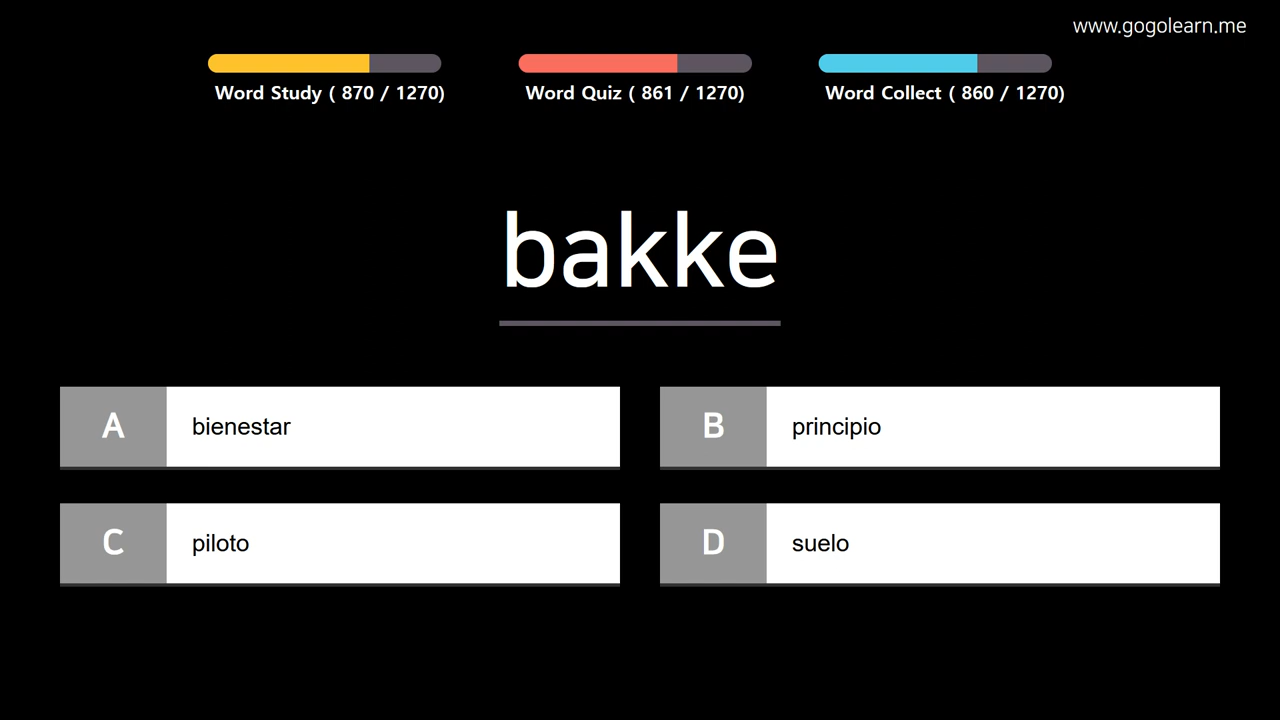 www.gogolearn.me
Word Study ( 870 / 1270)
Word Quiz ( 861 / 1270)
Word Collect ( 860 / 1270)
bakke
A bienestar
B principio
C piloto
D suelo